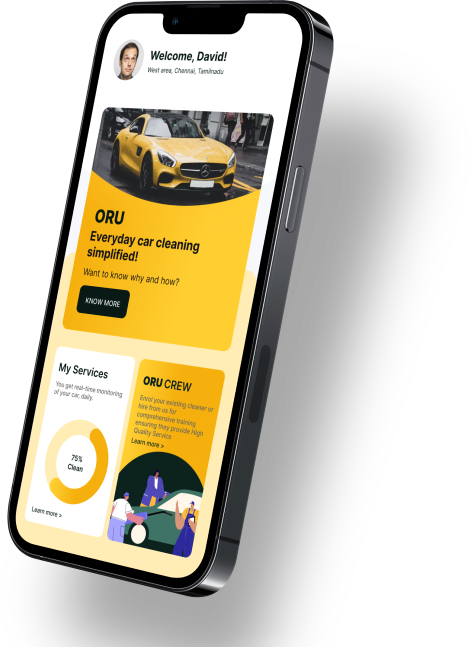 Welcome, David!
West area, Chennai, Tamilnadu
ORU
Everyday car cleaning
simplified!
Want to know why and how?
KNOW MORE
My Services
You get real-time monitoring
of your car, daily.
75%
Clean
Learn more >
ORU CREW
Enrol your existing cleaner or
hire from us for
comprehensive training
ensuring they provide High
Quality Service
Learn more >